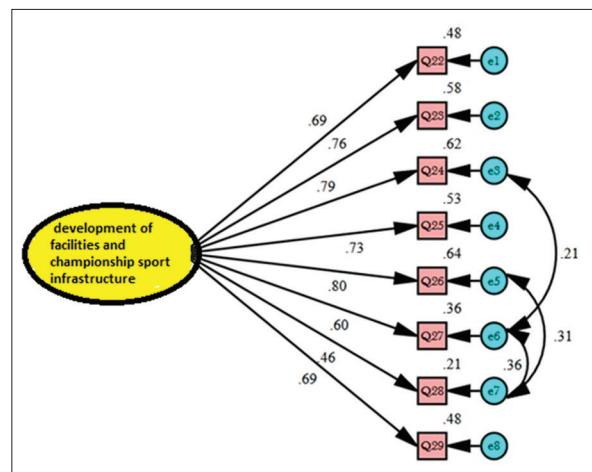 .48
Q22
e1
.58
.69
Q23
e2
.76
.62
Q24
e3
.79
.53
development of
facilities and
championship sport
infrastructure
Q25
e4
.73
.64
.21
Q26
e5
.80
.36
Q27
e6
.31
.60
.21
.36
.46
Q28
e7
.69
.48
Q29
e8